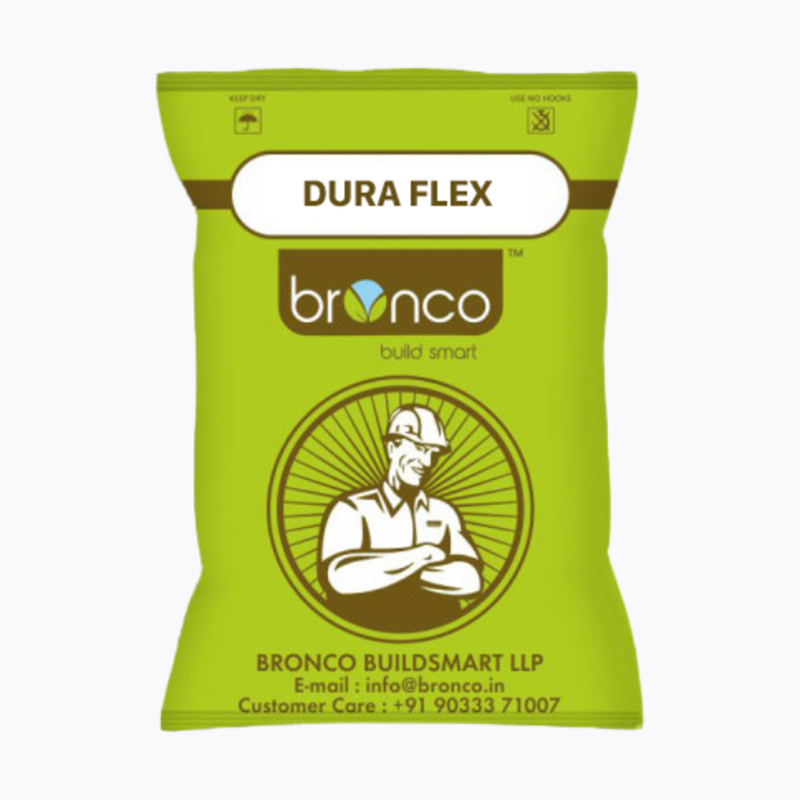 KEEP DRY
USE NO HOOKS
DURA FLEX
bronco TM
build smart
BRONCO BUILDSMART LLP
E-mail : info@bronco.in
Customer Care : +91 90333 71007